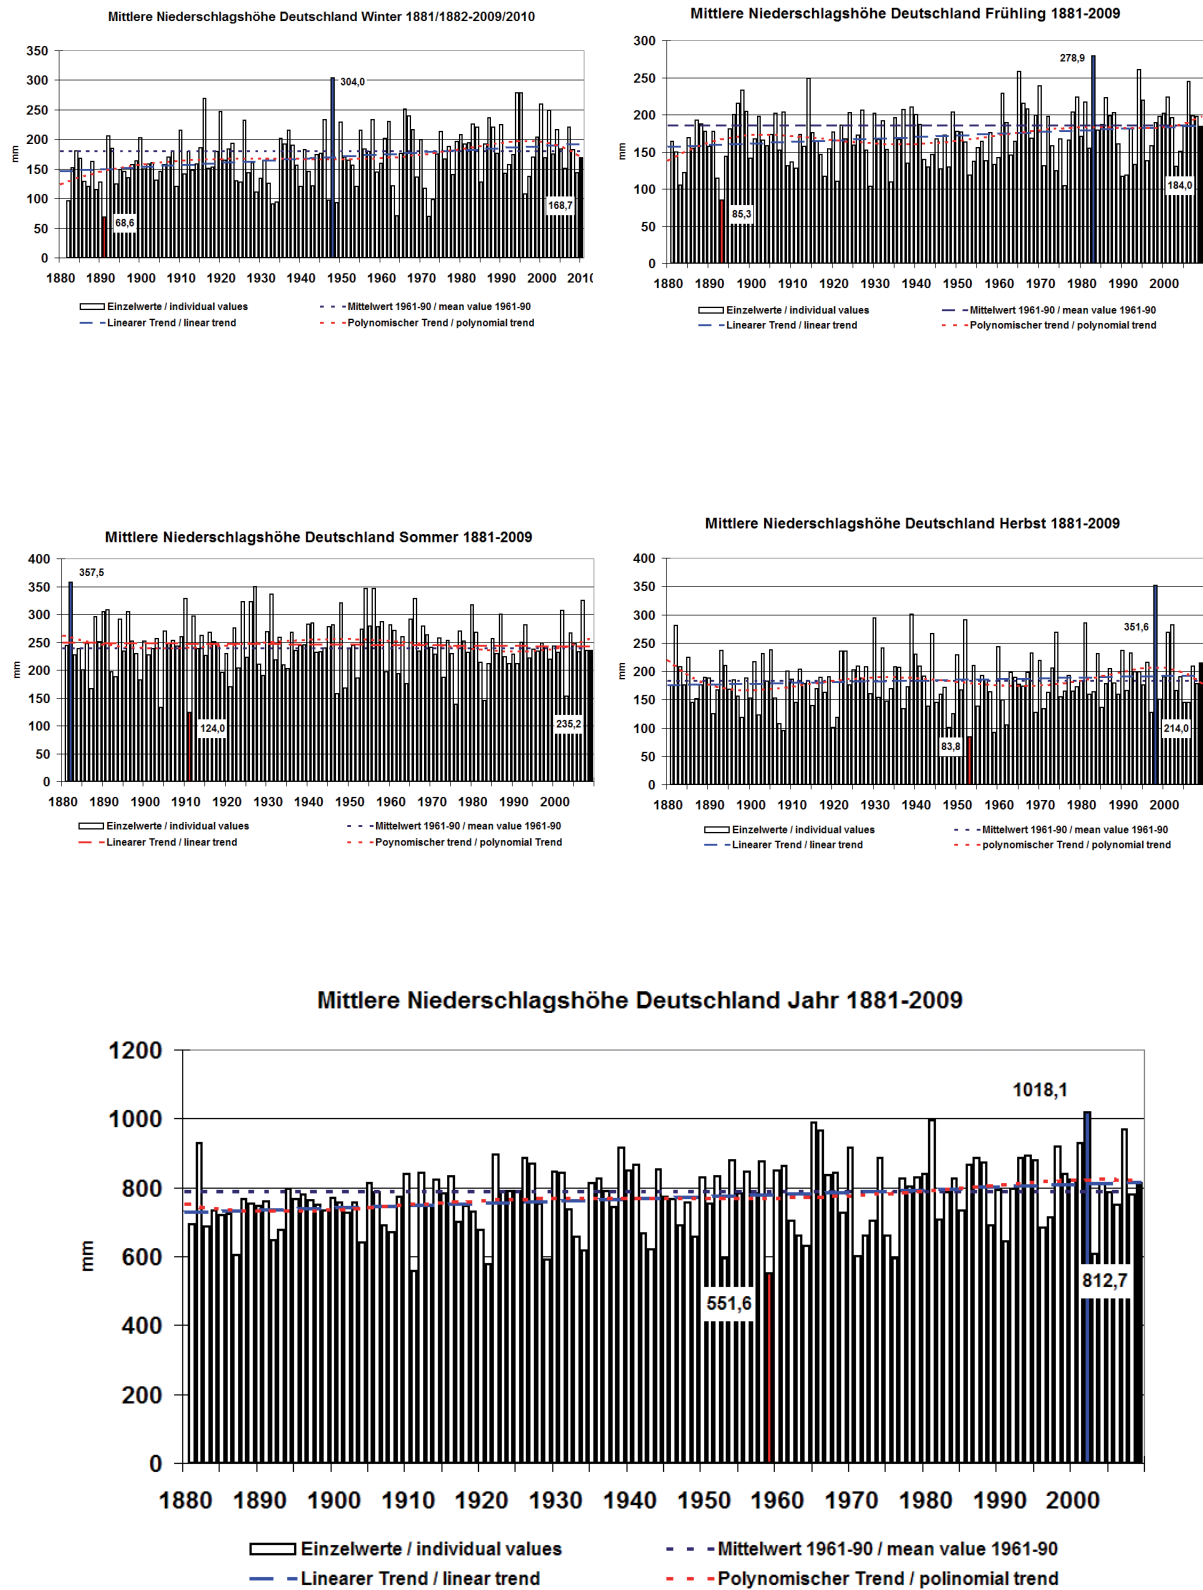 Mittlere Niederschlagshöhe Deutschland Winter 1881/1882-2009/2010
350
300
250
200
150
100
50
0
mm
304,0
68,6
168,7
1880 1890 1900 1910 1920 1930 1940 1950 1960 1970 1980 1990 2000 2010
Einzelwerte / individual values
Mittelwert 1961-90 / mean value 1961-90
Linearer Trend / linear trend
Polynomischer Trend / polynomial trend
Mittlere Niederschlagshöhe Deutschland Frühling 1881-2009
300
250
200
150
100
50
0
mm
278,9
85,3
184,0
1880 1890 1900 1910 1920 1930 1940 1950 1960 1970 1980 1990 2000
Einzelwerte / individual values
Mittelwert 1961-90 / mean value 1961-90
Linearer Trend / linear trend
Polynomischer Trend / polynomial trend
Mittlere Niederschlagshöhe Deutschland Sommer 1881-2009
400
350
300
250
200
150
100
50
0
mm
357,5
124,0
235,2
1880 1890 1900 1910 1920 1930 1940 1950 1960 1970 1980 1990 2000
Einzelwerte / individual values
Mittelwert 1961-90 / mean value 1961-90
Linearer Trend / linear trend
Poynomischer trend / polynomial Trend
Mittlere Niederschlagshöhe Deutschland Herbst 1881-2009
400
350
300
250
200
150
100
50
0
mm
351,6
83,8
214,0
1880 1890 1900 1910 1920 1930 1940 1950 1960 1970 1980 1990 2000
Einzelwerte / individual values
Mittelwert 1961-90 / mean value 1961-90
Linearer Trend / linear trend
polynomischer Trend / polynomial trend
Mittlere Niederschlagshöhe Deutschland Jahr 1881-2009
1200
1000
800
600
400
200
0
mm
1018,1
551,6
812,7
1880 1890 1900 1910 1920 1930 1940 1950 1960 1970 1980 1990 2000
Einzelwerte / individual values
Mittelwert 1961-90 / mean value 1961-90
Linearer Trend / linear trend
Polynomischer Trend / polinomial trend